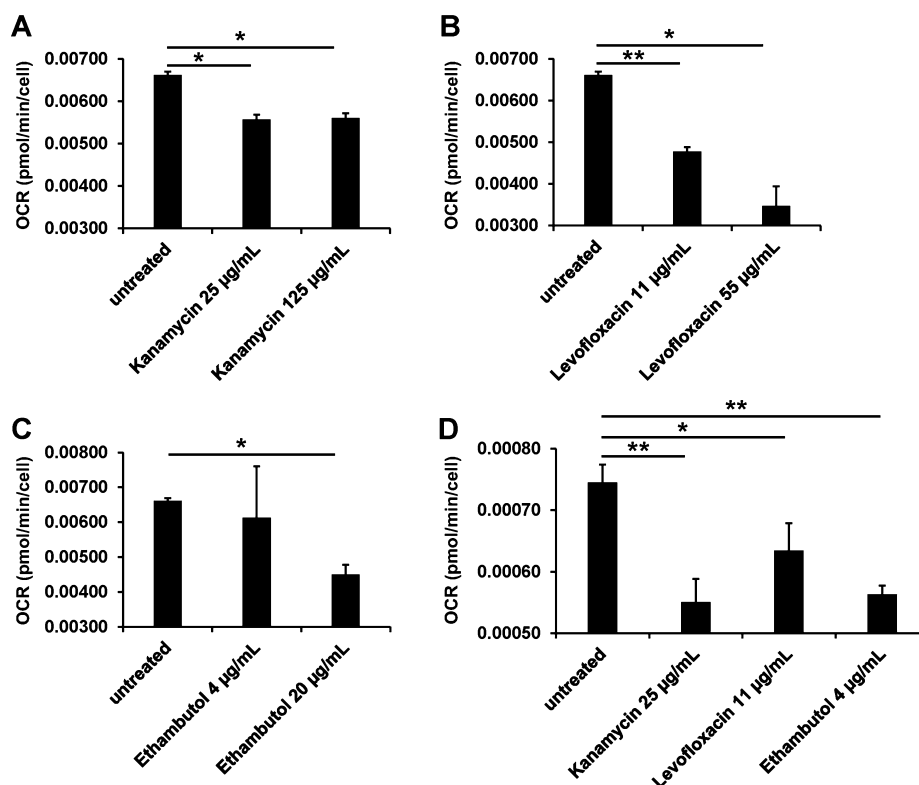 A
*
*
0.00700
0.00600
0.00500
0.00400
0.00300
OCR (pmol/min/cell)
untreated
Kanamycin 25 µg/mL
Kanamycin 125 µg/mL
B
*
**
0.00700
0.00600
0.00500
0.00400
0.00300
OCR (pmol/min/cell)
untreated
Levofloxacin 11 µg/mL
Levofloxacin 55 µg/mL
C
*
0.00800
0.00700
0.00600
0.00500
0.00400
0.00300
OCR (pmol/min/cell)
untreated
Ethambutol 4 µg/mL
Ethambutol 20 µg/mL
D
**
*
**
0.00080
0.00070
0.00060
0.00050
OCR (pmol/min/cell)
untreated
Kanamycin 25 µg/mL
Levofloxacin 11 µg/mL
Ethambutol 4 µg/mL